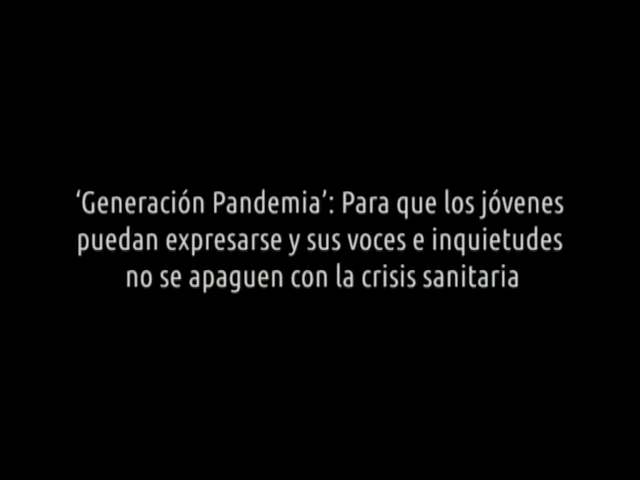 ‘Generación Pandemia’: Para que los jóvenes
puedan expresarse y sus voces e inquietudes
no se apaguen con la crisis sanitaria